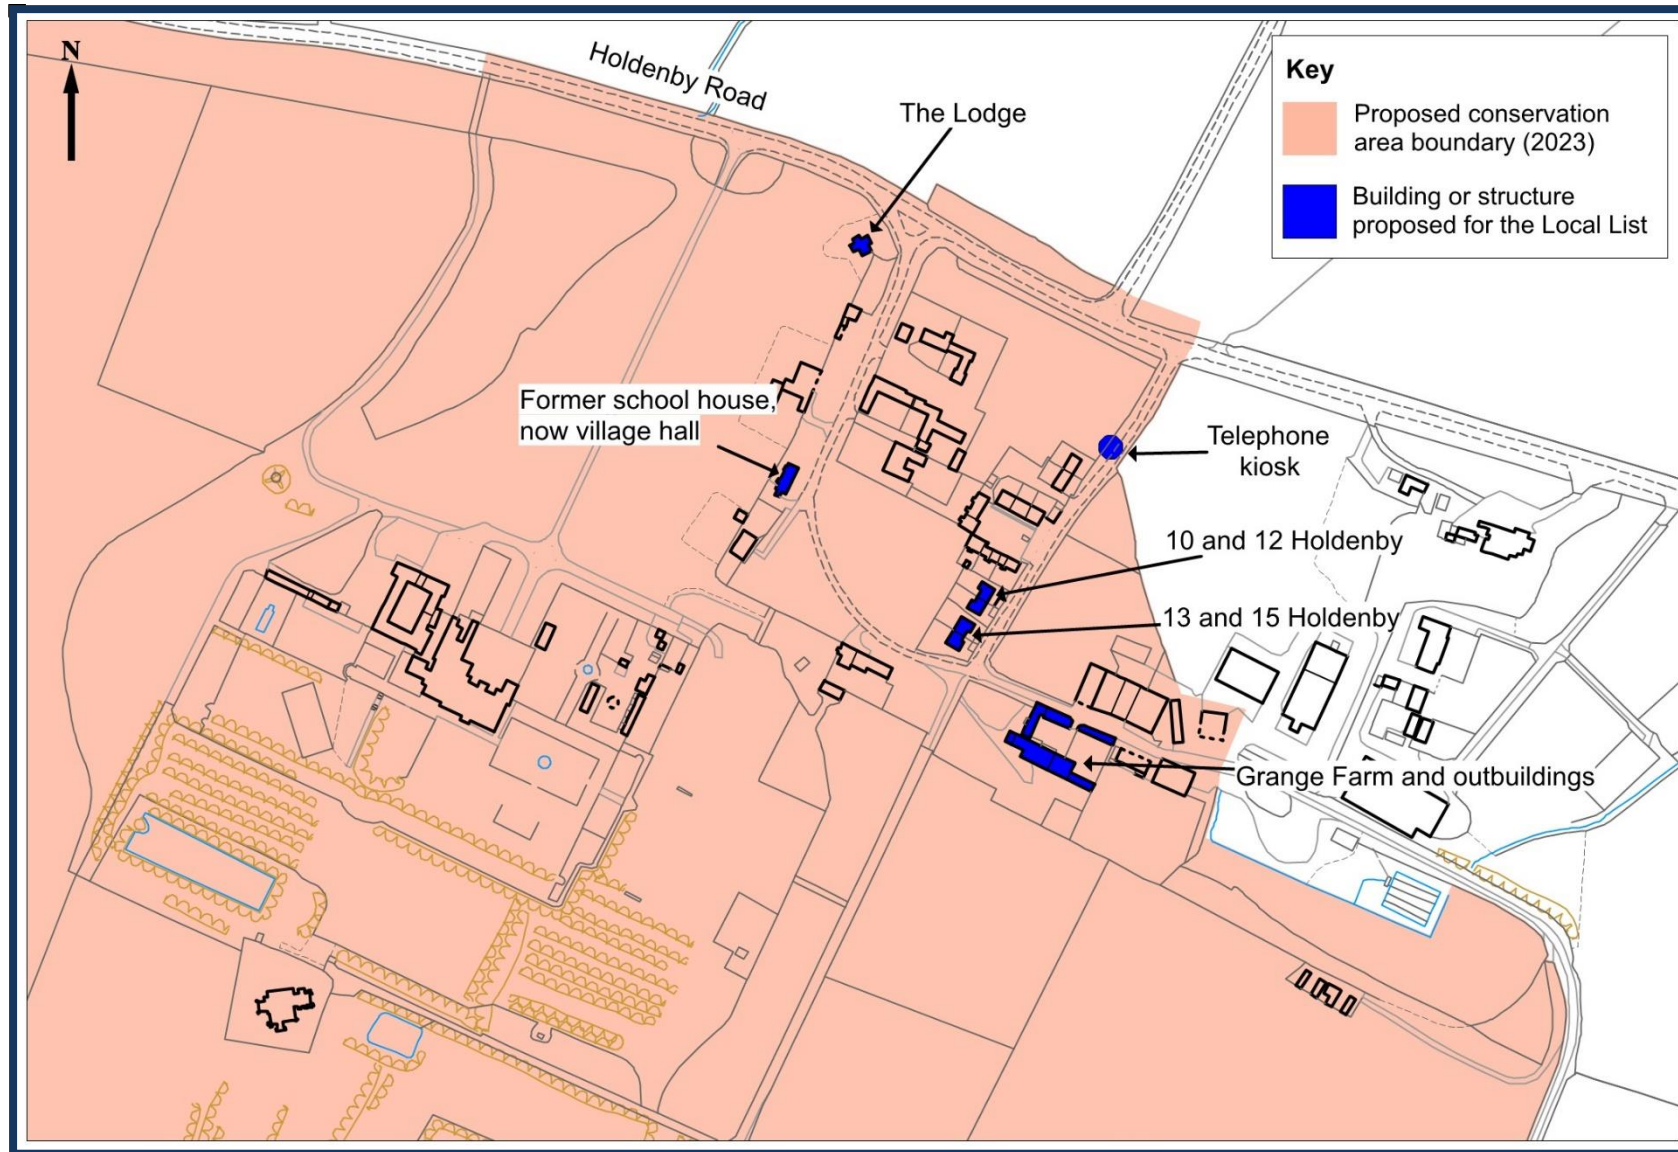 N
Holdenby Road
The Lodge
Key
Proposed conservation
area boundary (2023)
Building or structure
proposed for the Local List
Former school house,
now village hall
Telephone
kiosk
10 and 12 Holdenby
13 and 15 Holdenby
Grange Farm and outbuildings